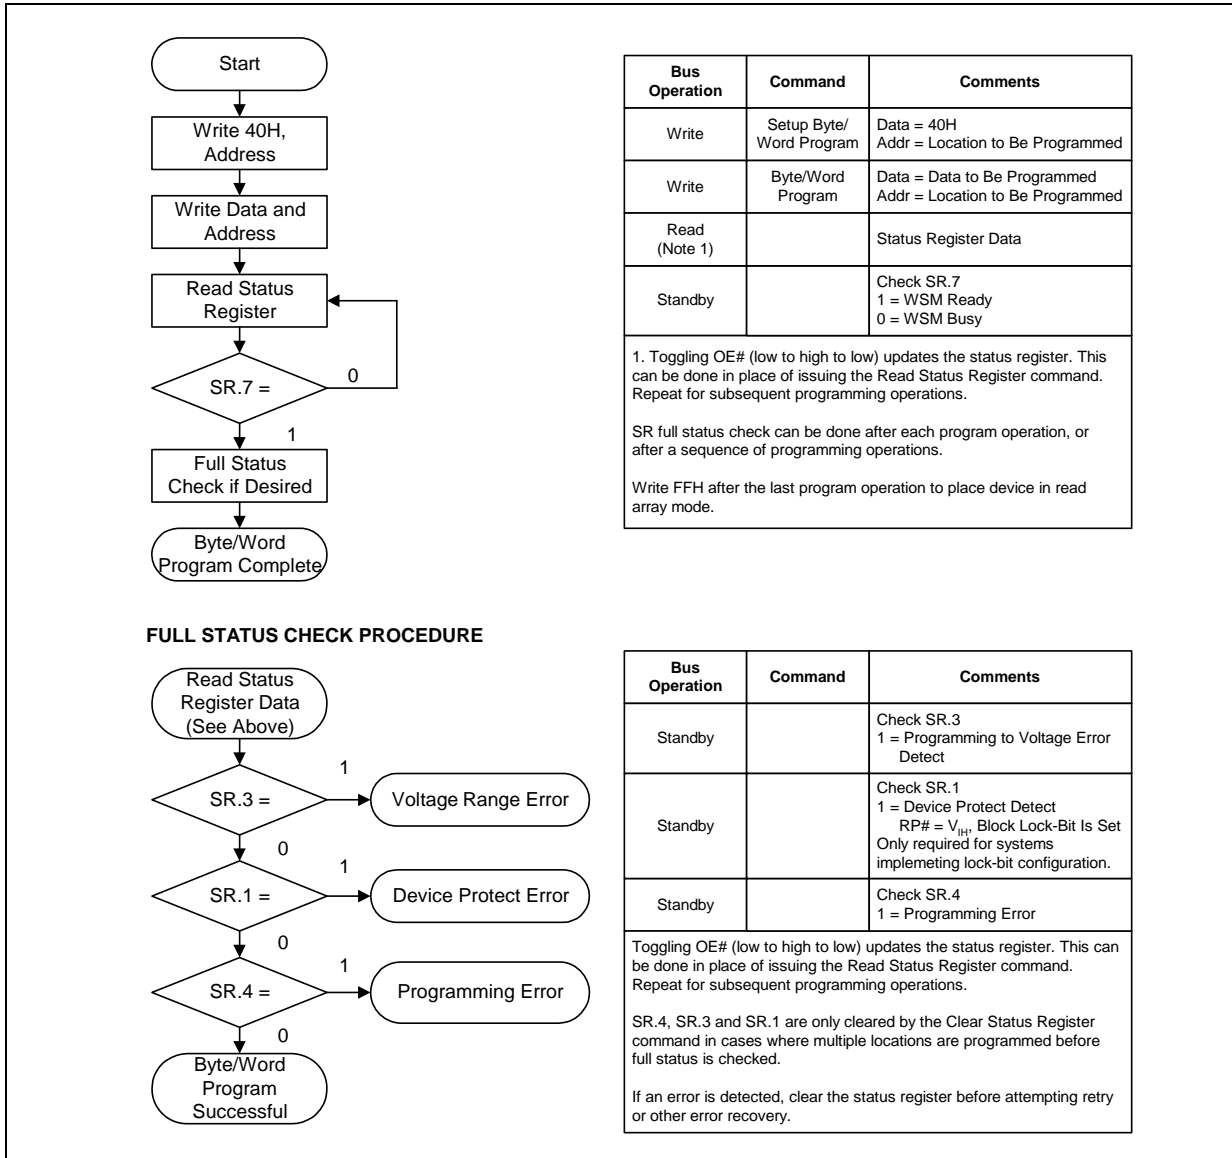 Start
Write 40H,
Address
Write Data and
Address
Read Status
Register
SR.7 =
0
1
Full Status
Check if Desired
Byte/Word
Program Complete
Bus
Operation
Command
Comments
Write
Setup Byte/
Word Program
Data = 40H
Addr = Location to Be Programmed
Write
Byte/Word
Program
Data = Data to Be Programmed
Addr = Location to Be Programmed
Read
(Note 1)
Status Register Data
Standby
Check SR.7
1 = WSM Ready
0 = WSM Busy
1. Toggling OE# (low to high to low) updates the status register. This
can be done in place of issuing the Read Status Register command.
Repeat for subsequent programming operations.
SR full status check can be done after each program operation, or
after a sequence of programming operations.
Write FFH after the last program operation to place device in read
array mode.
FULL STATUS CHECK PROCEDURE
Read Status
Register Data
(See Above)
SR.3 =
1
Voltage Range Error
0
SR.1 =
1
Device Protect Error
0
SR.4 =
1
Programming Error
0
Byte/Word
Program
Successful
Bus
Operation
Command
Comments
Standby
Check SR.3
1 = Programming to Voltage Error
Detect
Standby
Check SR.1
1 = Device Protect Detect
RP# = VIH, Block Lock-Bit Is Set
Only required for systems
implemeting lock-bit configuration.
Standby
Check SR.4
1 = Programming Error
Toggling OE# (low to high to low) updates the status register. This can
be done in place of issuing the Read Status Register command.
Repeat for subsequent programming operations.
SR.4, SR.3 and SR.1 are only cleared by the Clear Status Register
command in cases where multiple locations are programmed before
full status is checked.
If an error is detected, clear the status register before attempting retry
or other error recovery.